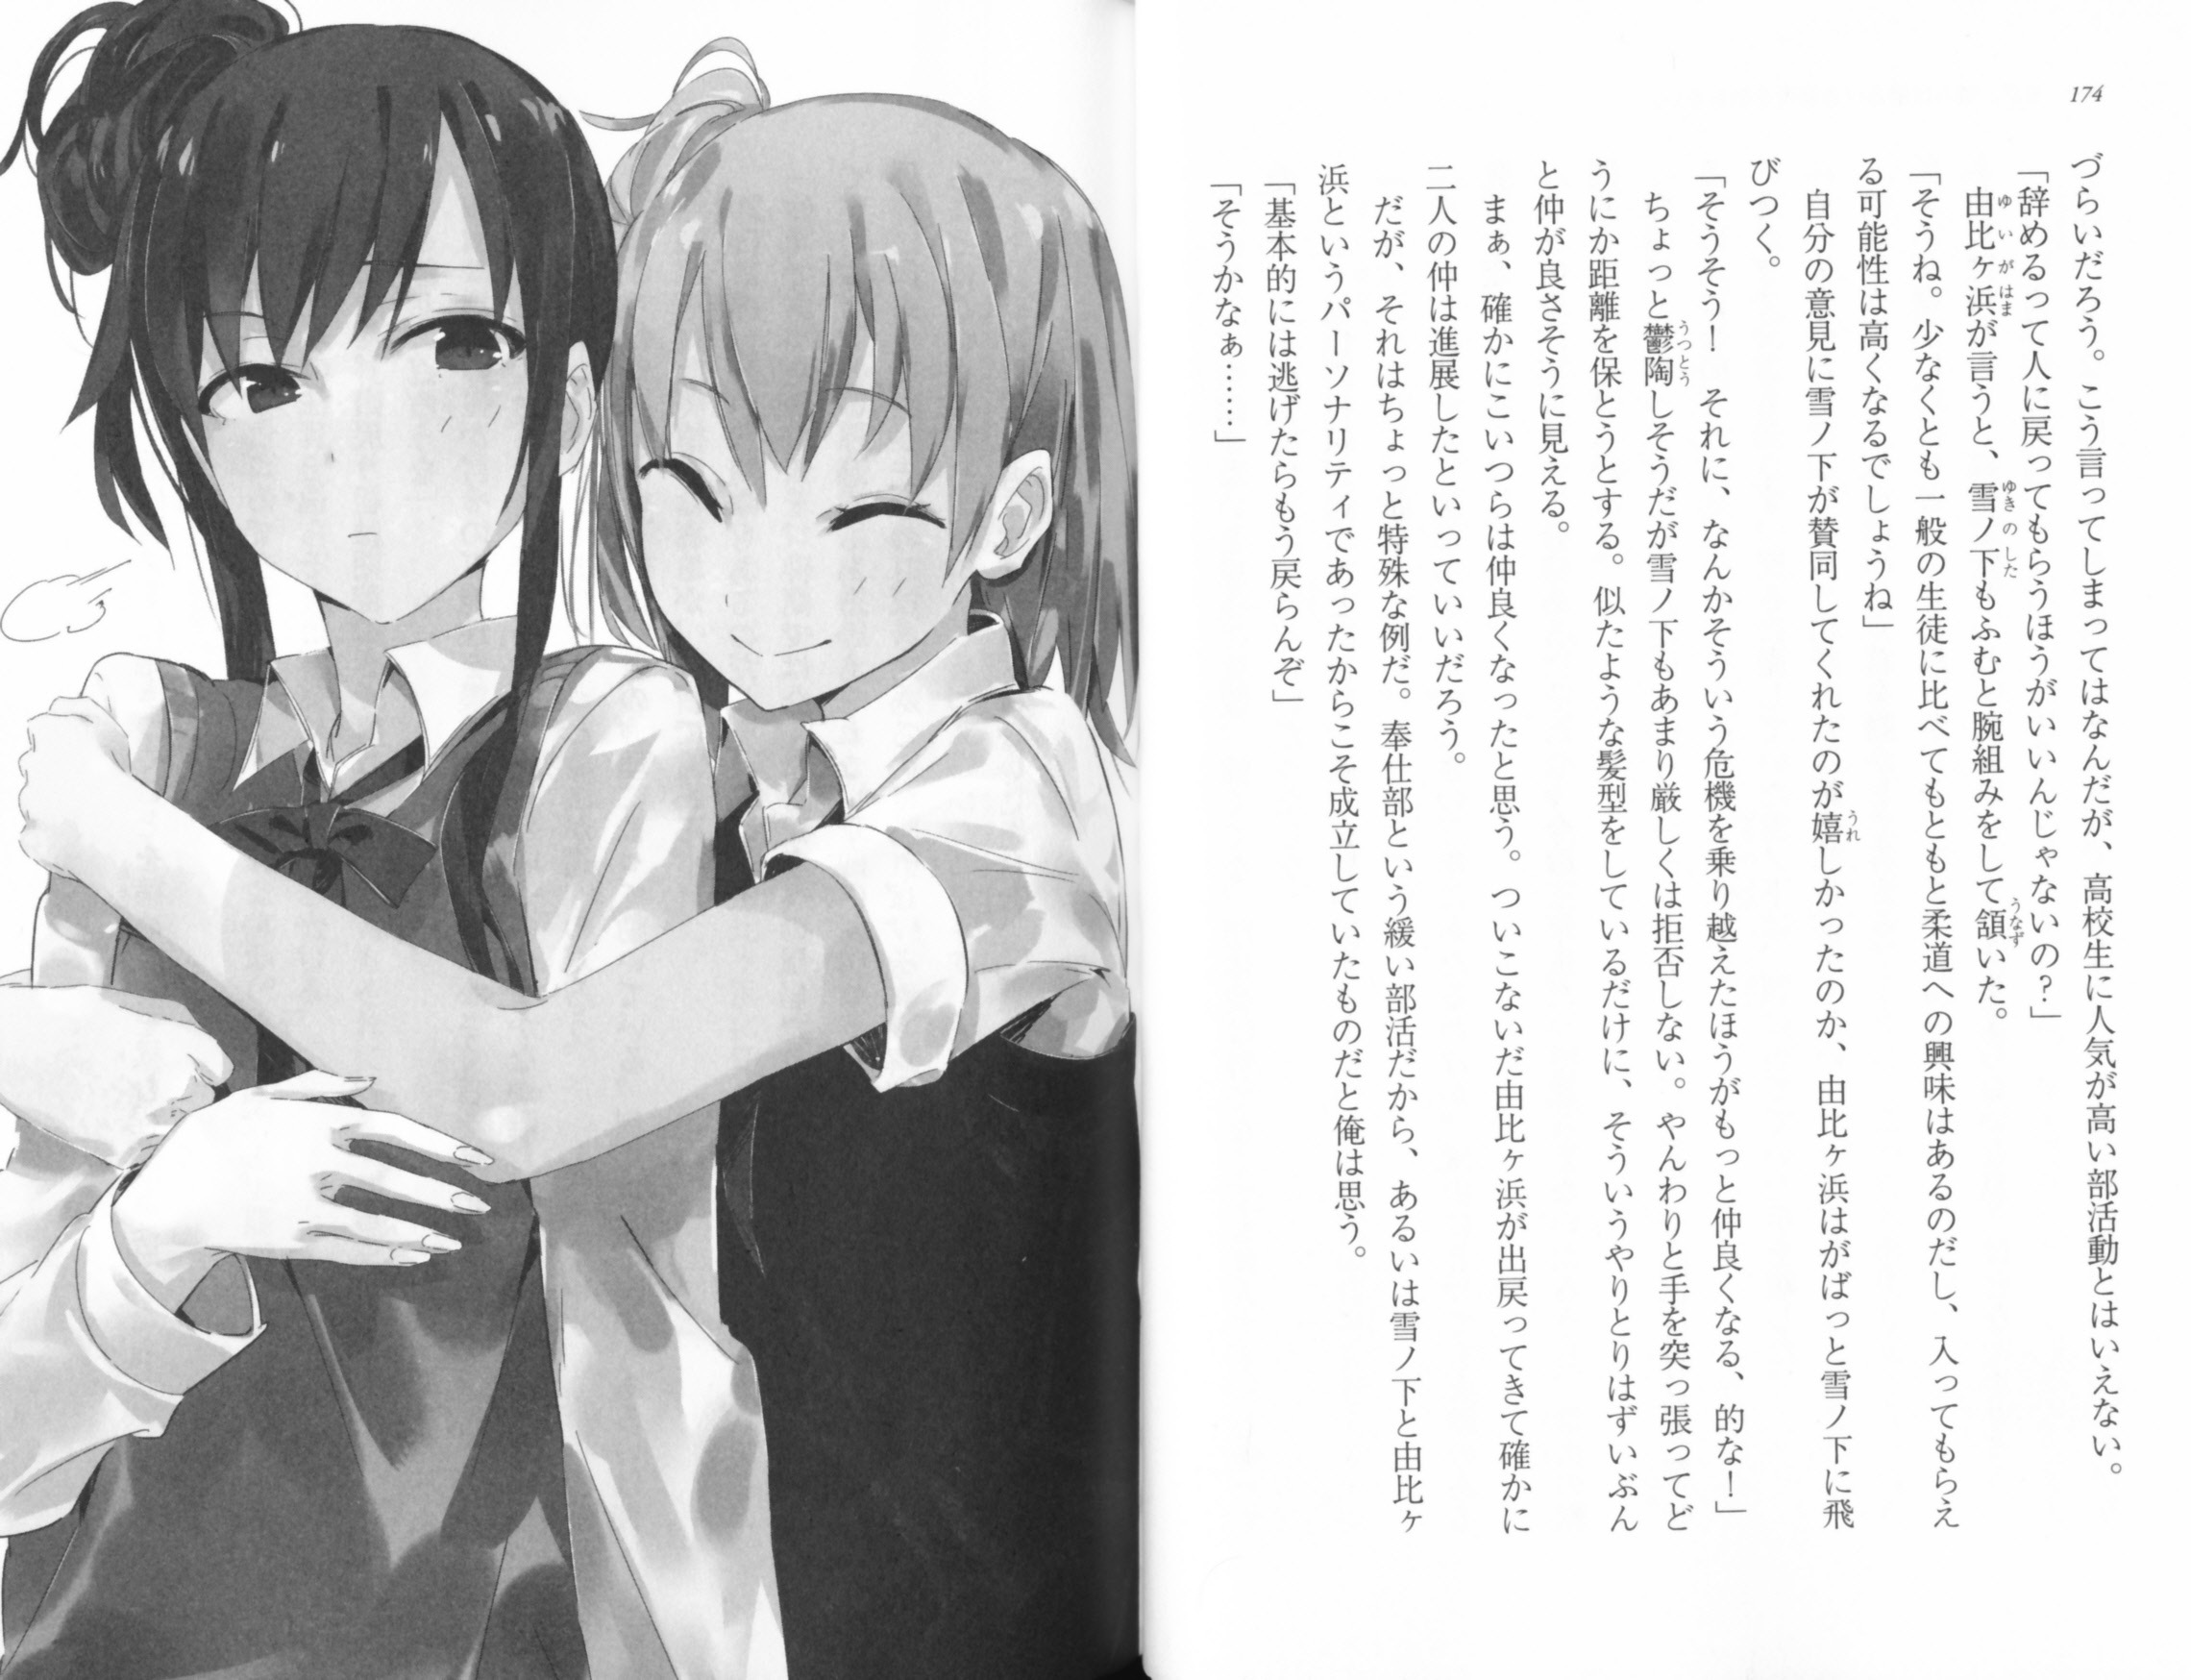 174
づらいだろう。こう言ってしまってはなんだが、高校生に人気が高い部活動とはいえない。
「辞めるって人に戻ってもらうほうがいいんじゃないの？」
由比ヶ浜が言うと、雪ノ下もふむと腕組みをして頷いた。
「そうね。少なくとも一般の生徒に比べてもともと柔道への興味はあるのだし、入ってもらえ
る可能性は高くなるでしょうね」
自分の意見に雪ノ下が賛同してくれたのが嬉しかったのか、由比ヶ浜はがばっと雪ノ下に飛
びつく。
「そうそう！　それに、なんかそういう危機を乗り越えたほうがもっと仲良くなる、的な！」
ちょっと鬱陶しそうだが雪ノ下もあまり厳しくは拒否しない。やんわりと手を突っ張ってど
うにか距離を保とうとする。似たような髪型をしているだけに、そういうやりとりはずいぶん
と仲が良さそうに見える。
まぁ、確かにこいつらは仲良くなったと思う。ついこないだ由比ヶ浜が出戻ってきて確かに
二人の仲は進展したといっていいだろう。
だが、それはちょっと特殊な例だ。奉仕部という緩い部活だから、あるいは雪ノ下と由比ヶ
浜というパーソナリティであったからこそ成立していたものだと俺は思う。
「基本的には逃げたらもう戻らんぞ」
「そうかなぁ……」